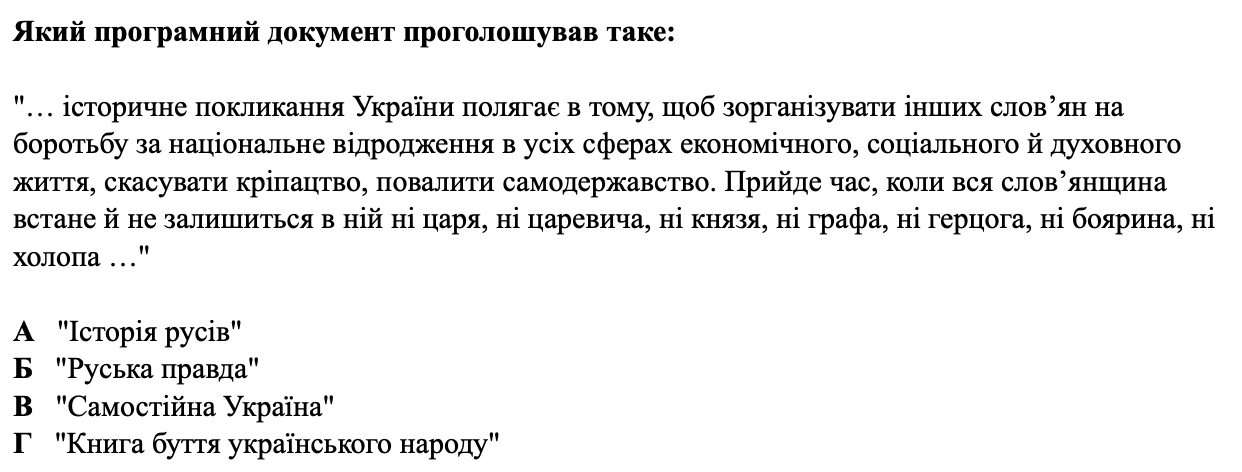 Який програмний документ проголошував таке:
"… історичне покликання України полягає в тому, щоб зорганізувати інших слов’ян на
боротьбу за національне відродження в усіх сферах економічного, соціального й духовного
життя, скасувати кріпацтво, повалити самодержавство. Прийде час, коли вся слов’янщина
встане й не залишиться в ній ні царя, ні царевича, ні князя, ні графа, ні герцога, ні боярина, ні
холопа …"
А "Історія русів"
Б "Руська правда"
В "Самостійна Україна"
Г "Книга буття українського народу"